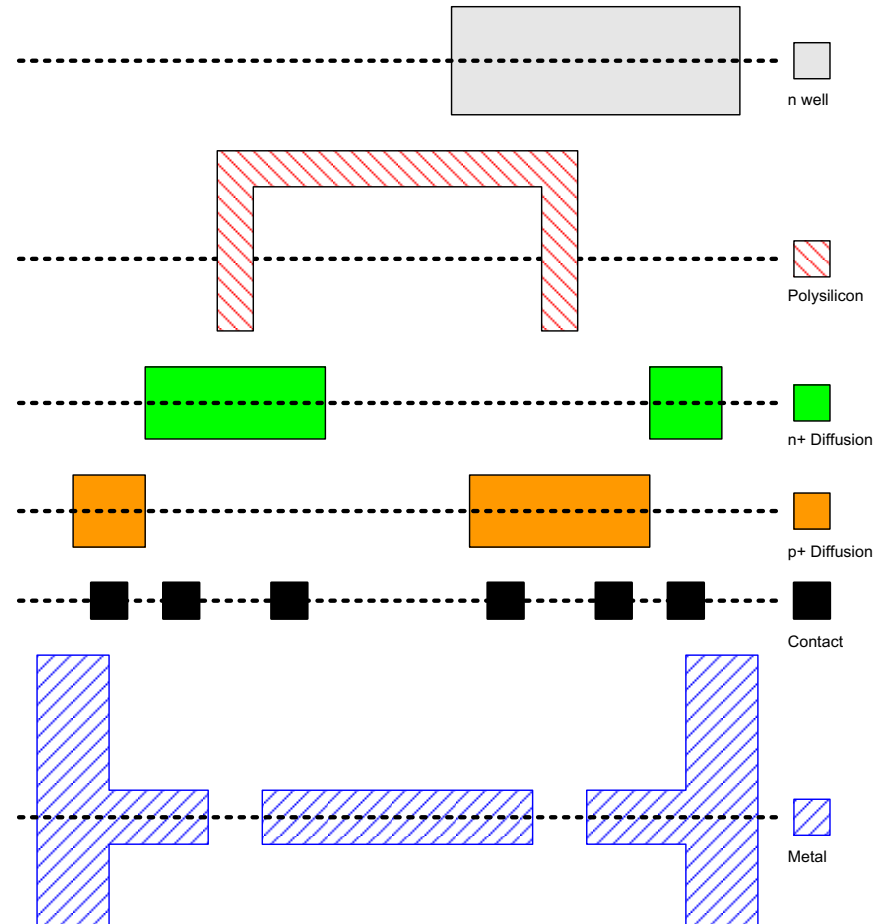 n well
Polysilicon
n+ Diffusion
p+ Diffusion
Contact
Metal